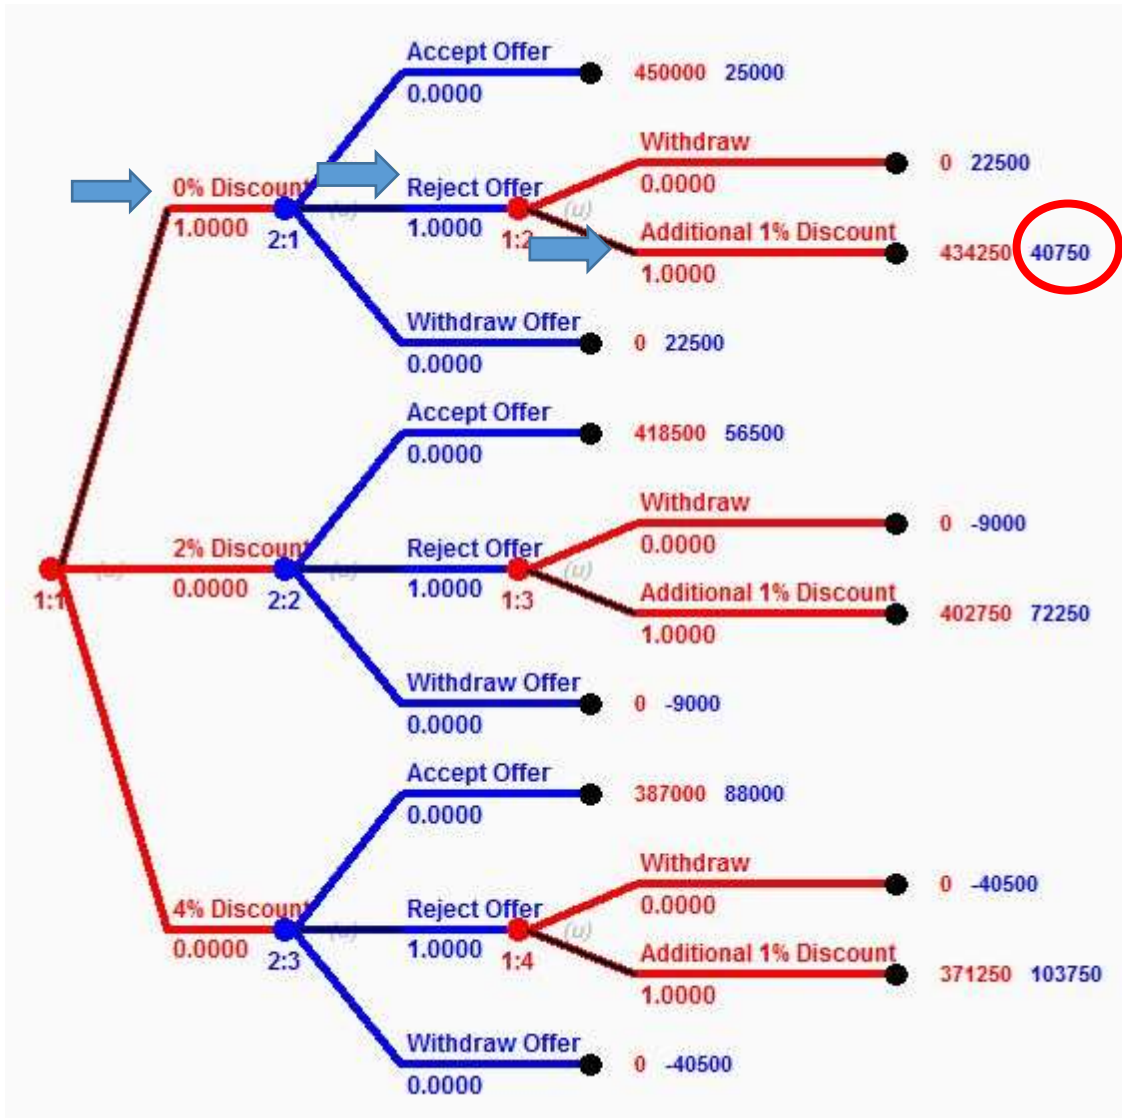 Accept Offer
0.0000
450000 25000
Withdraw
0.0000
0 22500
0% Discount
1.0000
2:1
(u)
Reject Offer
1.0000
1:2
(u)
Additional 1% Discount
1.0000
434250 40750
Withdraw Offer
0.0000
0 22500
Accept Offer
0.0000
418500 56500
Withdraw
0.0000
0 -9000
1:1
(u)
2% Discount
0.0000
2:2
(u)
Reject Offer
1.0000
1:3
(u)
Additional 1% Discount
1.0000
402750 72250
Withdraw Offer
0.0000
0 -9000
Accept Offer
0.0000
387000 88000
Withdraw
0.0000
0 -40500
4% Discount
0.0000
2:3
(u)
Reject Offer
1.0000
1:4
(u)
Additional 1% Discount
1.0000
371250 103750
Withdraw Offer
0.0000
0 -40500